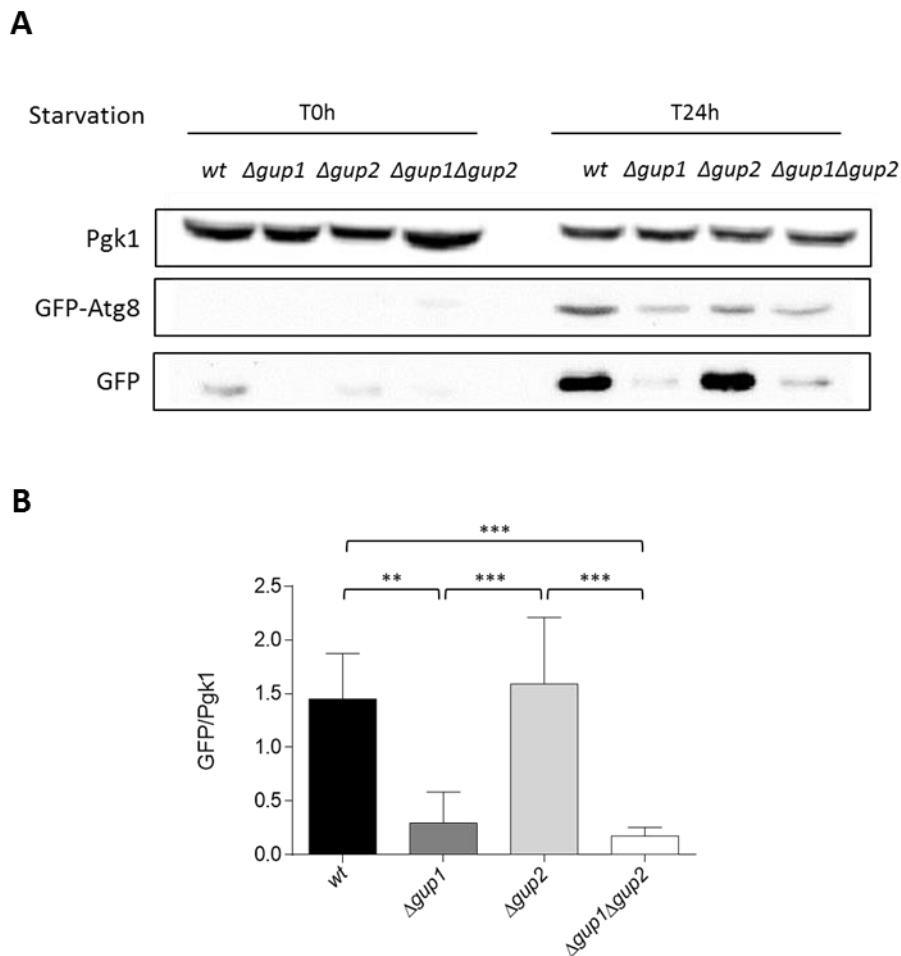 A
Starvation T0h T24h
wt Δgup1 Δgup2 Δgup1Δgup2 wt Δgup1 Δgup2 Δgup1Δgup2
Pgk1
GFP-Atg8
GFP
B
***
** *** ***
2.5
2.0
1.5
1.0
0.5
0.0
GFP/Pgk1
wt Δgup1 Δgup2 Δgup1Δgup2